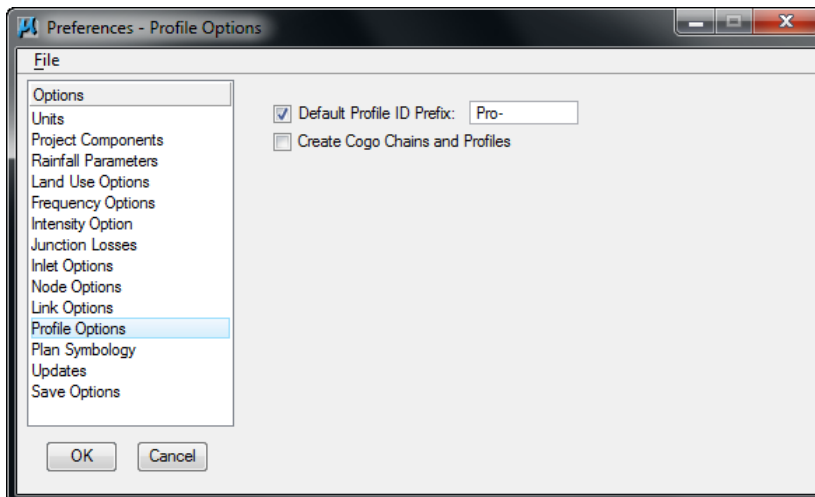 Preferences - Profile Options
File
Options
Units
Project Components
Rainfall Parameters
Land Use Options
Frequency Options
Intensity Option
Junction Losses
Inlet Options
Node Options
Link Options
Profile Options
Plan Symbology
Updates
Save Options
Default Profile ID Prefix: Pro-
Create Cogo Chains and Profiles
OK Cancel